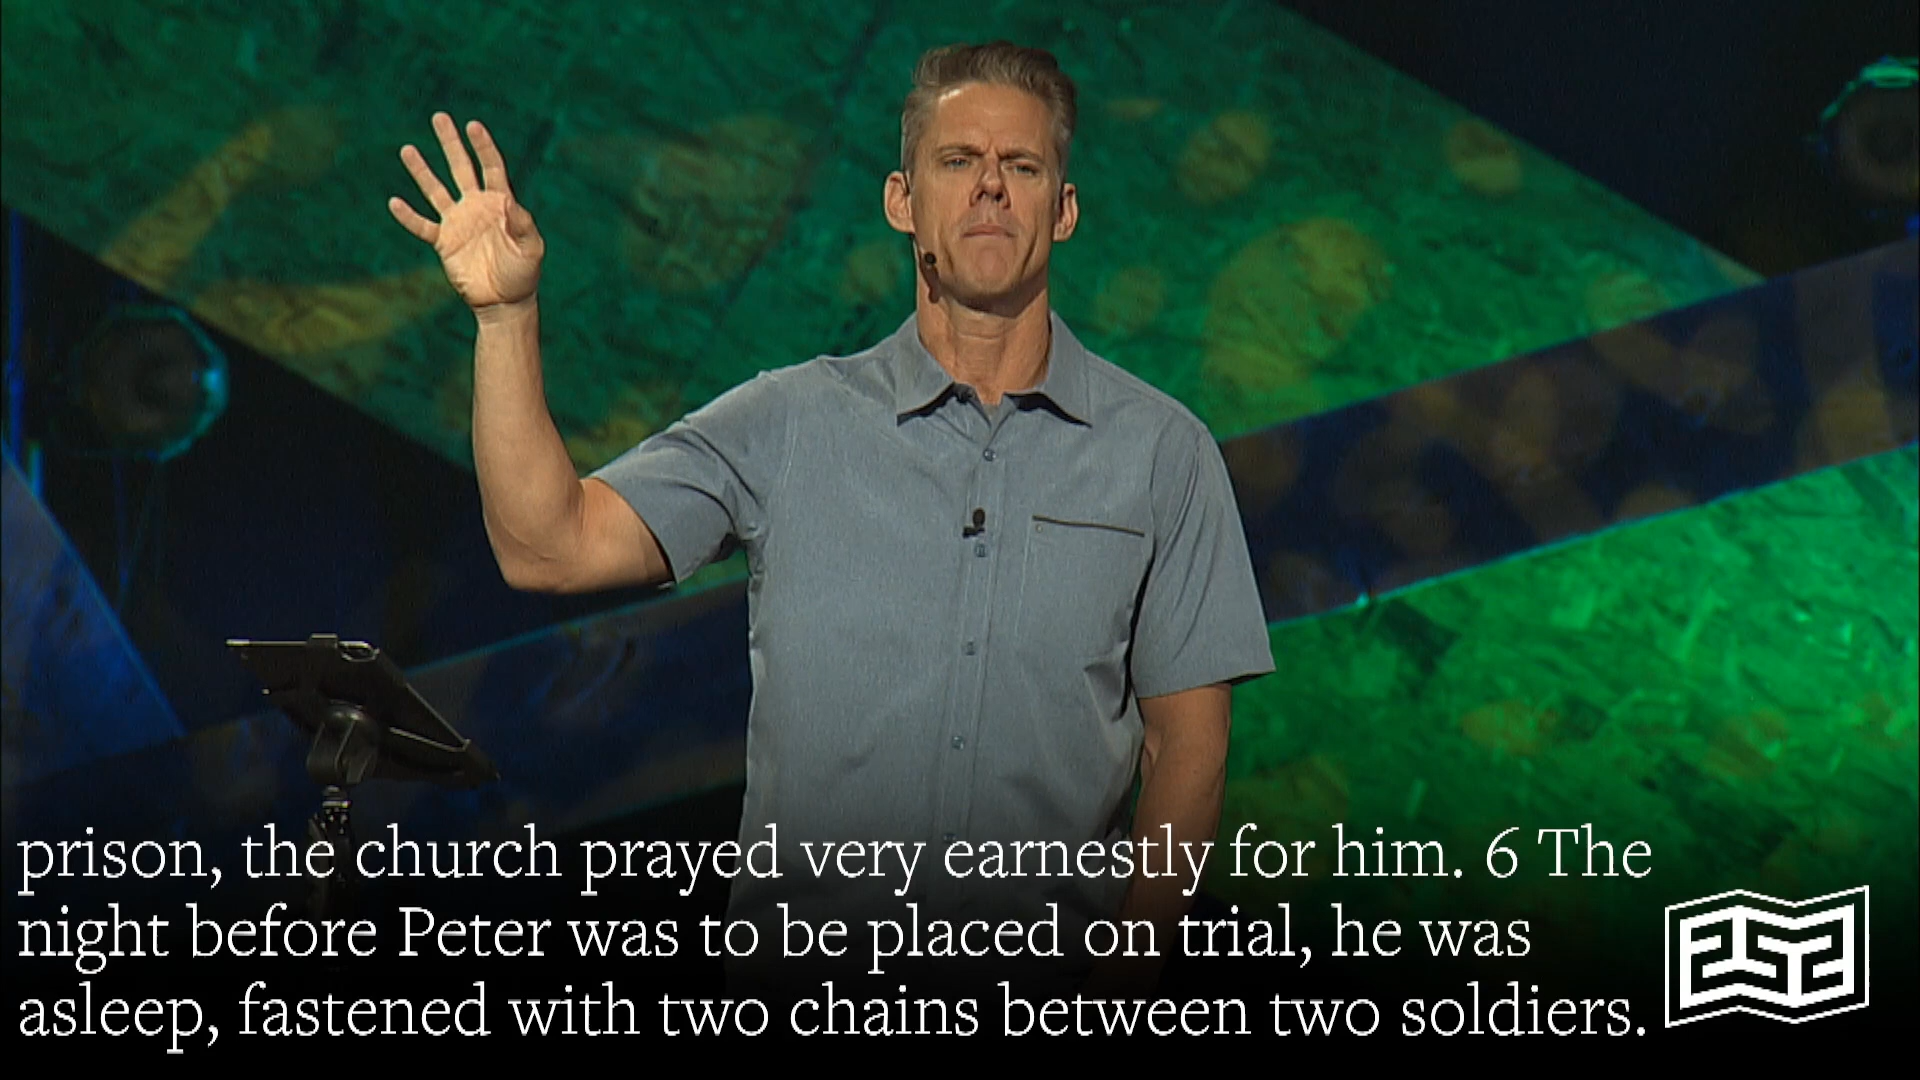 prison, the church prayed very earnestly for him. 6 The
night before Peter was to be placed on trial, he was
asleep, fastened with two chains between two soldiers.